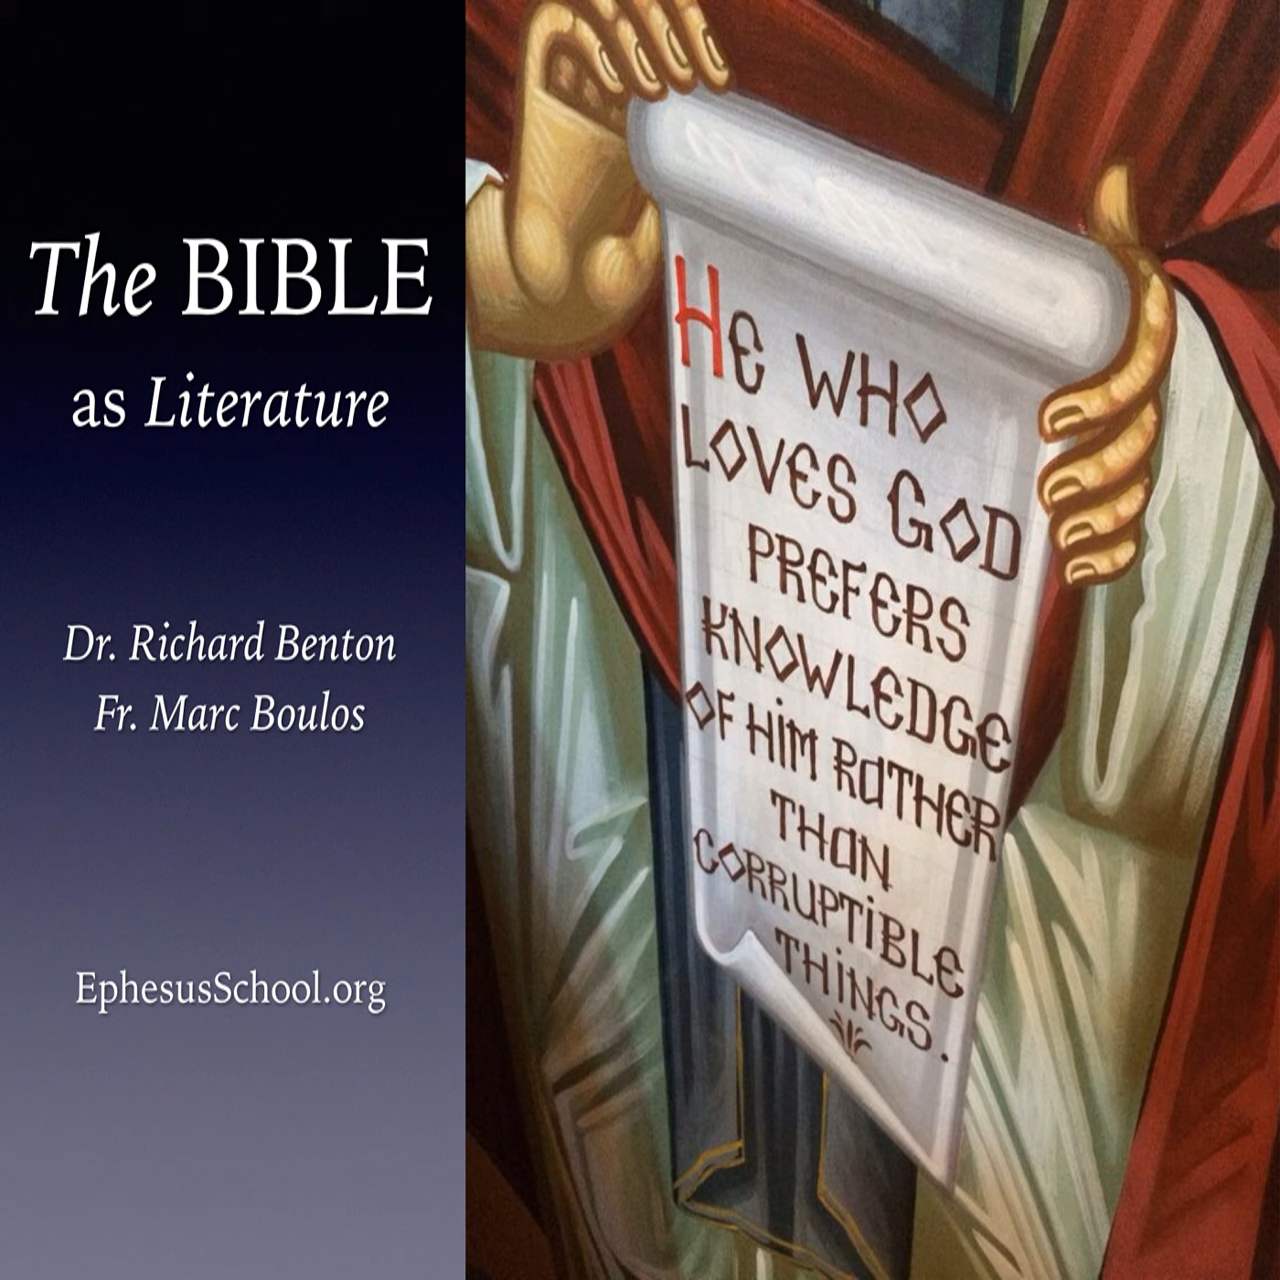 The BIBLE
as Literature
Dr. Richard Benton
Fr. Marc Boulos
EphesusSchool.org
HE WHO
LOVES GOD
PREFERS
KNOWLEDGE
OF HIM RATHER
THAN
CORRUPTIBLE
THINGS.